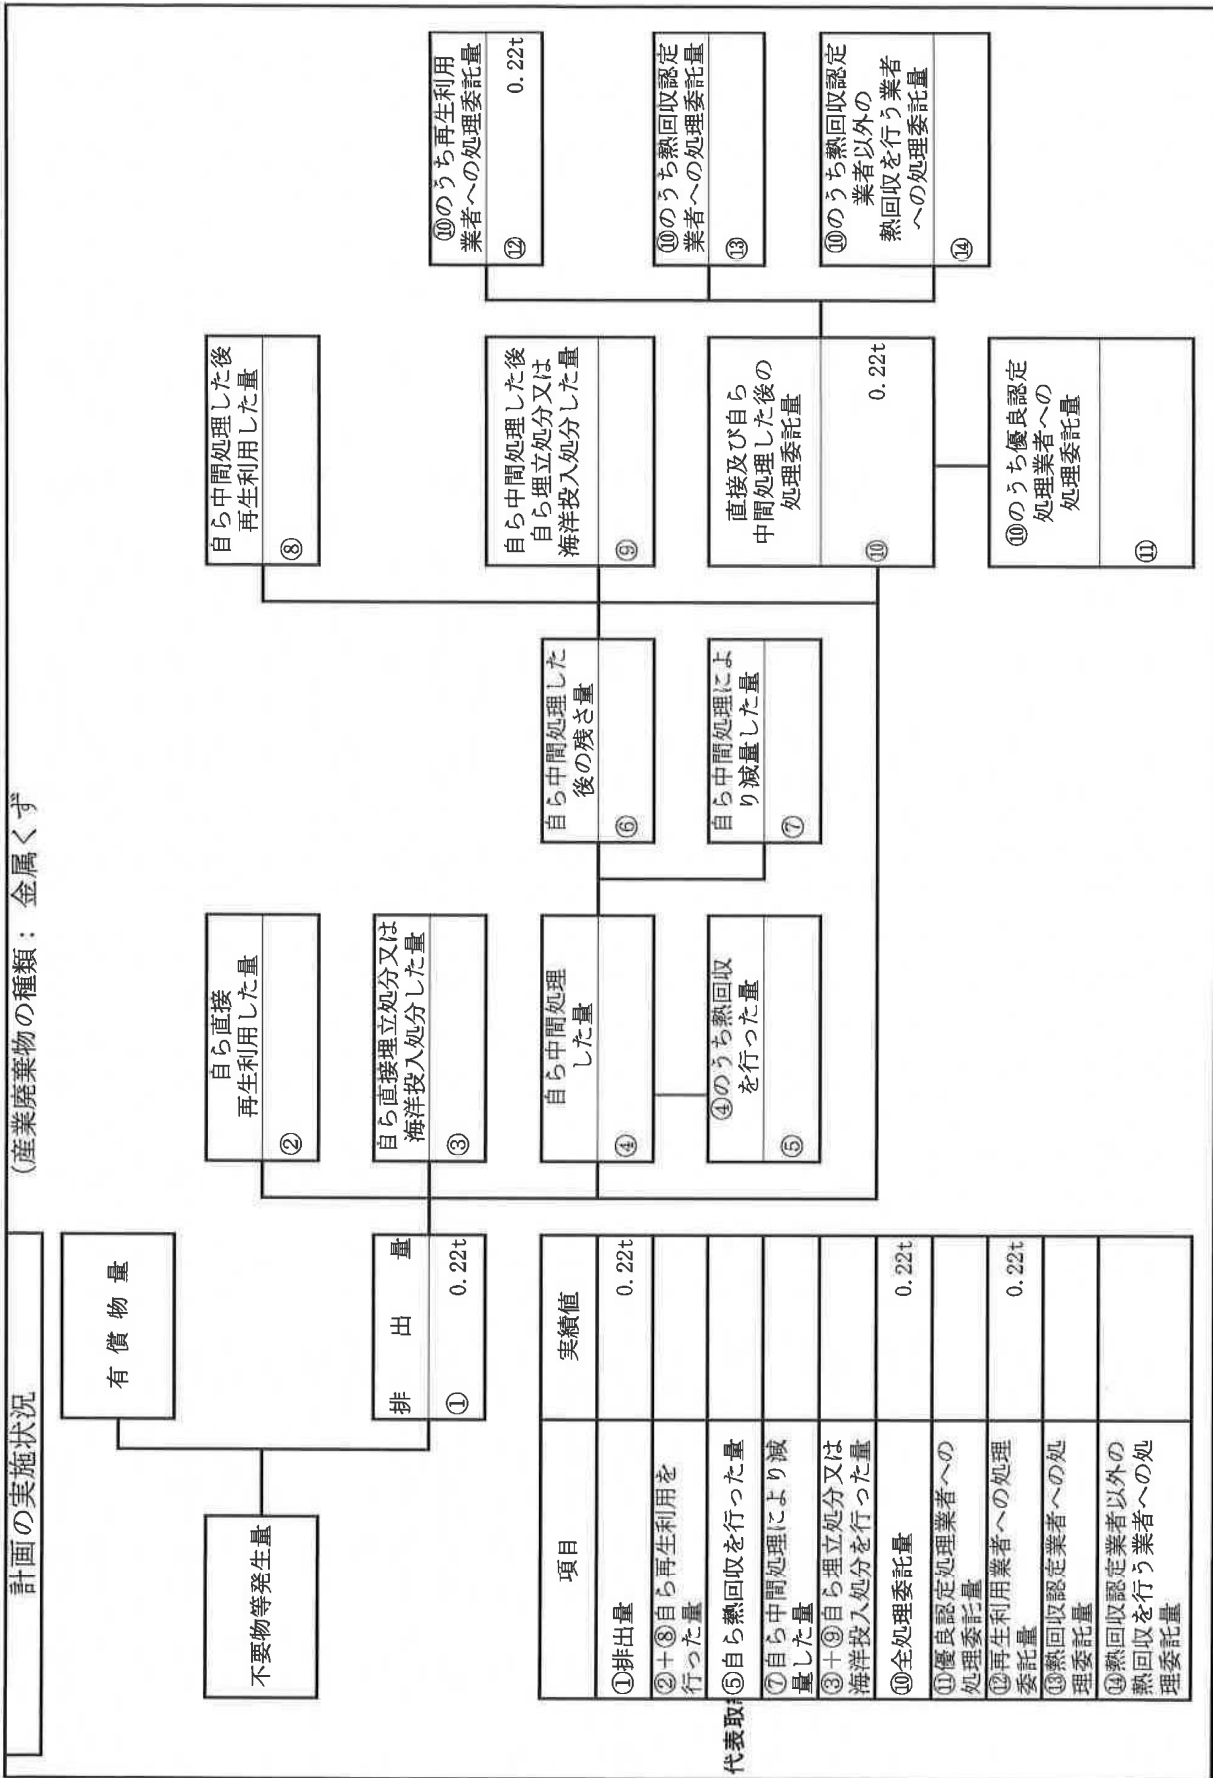 計画の実施状況
(産業廃棄物の種類： 金属くず
不要物等発生量
有償物量
排出量
① 0.22t
自ら直接
再生利用した量
②
自ら直接埋立処分又は
海洋投入処分した量
③
自ら中間処理
した量
④
④のうち熱回収
を行った量
⑤
自ら中間処理した
後の残さ量
⑥
自ら中間処理によ
り減量した量
⑦
自ら中間処理した後
再生利用した量
⑧
自ら中間処理した後
自ら埋立処分又は
海洋投入処分した量
⑨
直接及び自ら
中間処理した後の
処理委託量
⑩ 0.22t
⑩のうち優良認定
処理業者への
処理委託量
⑪
⑩のうち再生利用
業者への処理委託量
⑫ 0.22t
⑩のうち熱回収認定
業者への処理委託量
⑬
⑩のうち熱回収認定
業者以外の
熱回収を行う業者
への処理委託量
⑭
項目 実績値
①排出量 0.22t
②＋⑧自ら再生利用を
行った量
⑤自ら熱回収を行った量
⑦自ら中間処理により減
量した量
③＋⑨自ら埋立処分又は
海洋投入処分を行った量
⑩全処理委託量 0.22t
⑪優良認定処理業者への
処理委託量
⑫再生利用業者への処理
委託量 0.22t
⑬熱回収認定業者への処
理委託量
⑭熱回収認定業者以外の
熱回収を行う業者への処
理委託量
代表取